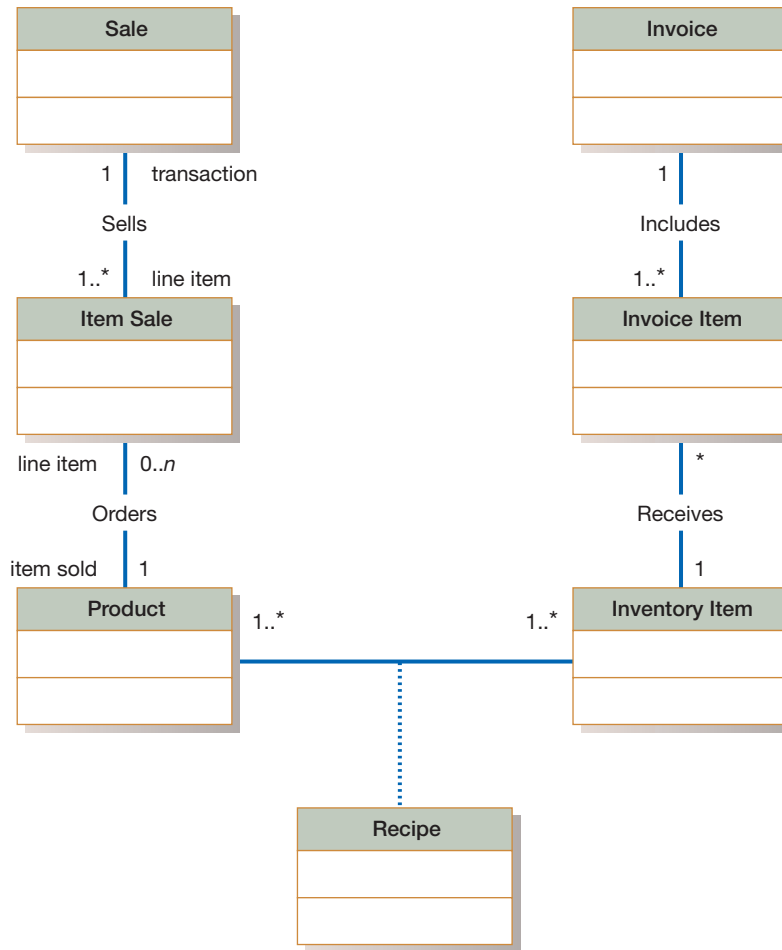 Sale
Invoice
1 transaction
1
Sells
Includes
1..* line item
1..*
Item Sale
Invoice Item
line item 0..n
*
Orders
Receives
item sold 1
1
Product
Inventory Item
1..*
1..*
Recipe